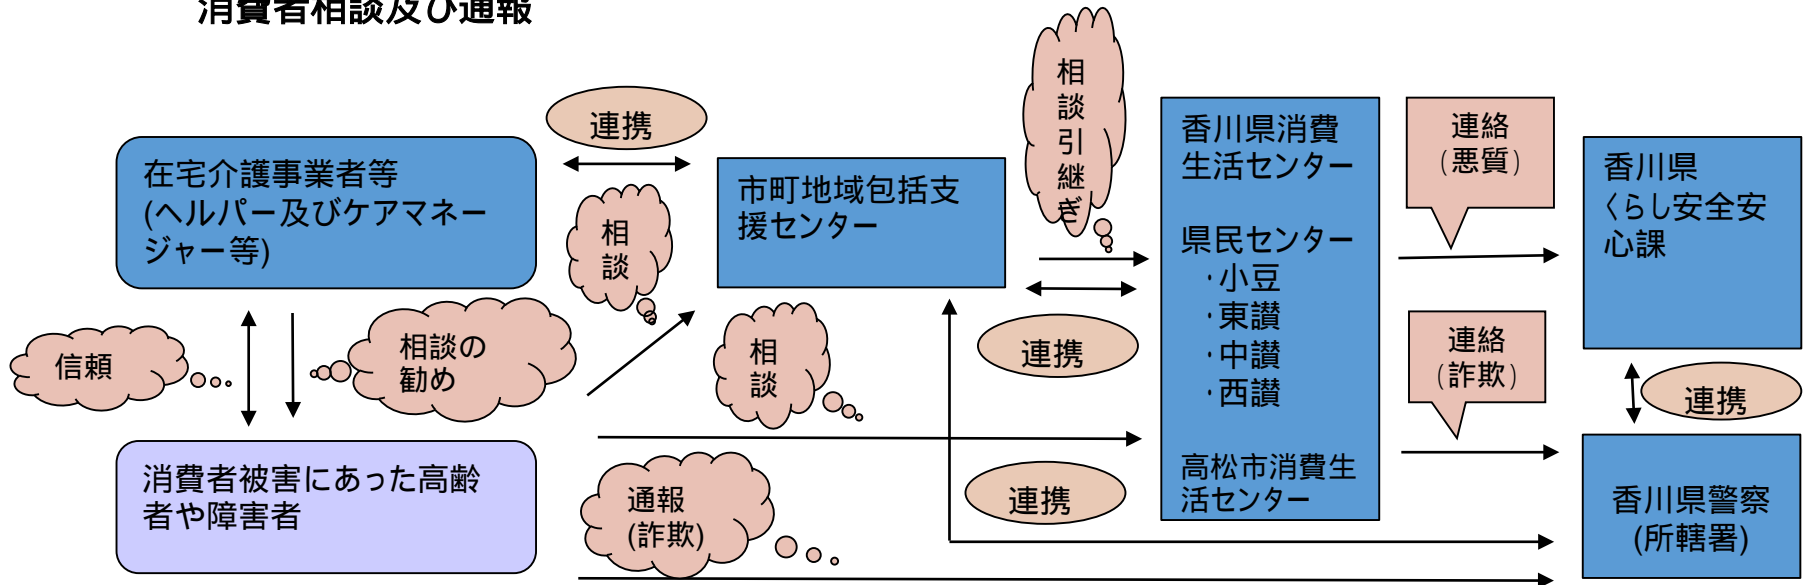 消費者相談及び通報
在宅介護事業者等
(ヘルパー及びケアマネー
ジャー等)
連携
相
談
市町地域包括支
援センター
相
談
引
継
ぎ
香川県消費
生活センター
県民センター
・小豆
・東讃
・中讃
・西讃
高松市消費生
活センター
連絡
(悪質)
香川県
くらし安全安
心課
信頼
相談の
勧め
相
談
連携
連絡
(詐欺)
連携
消費者被害にあった高齢
者や障害者
通報
(詐欺)
連携
香川県警察
(所轄署)